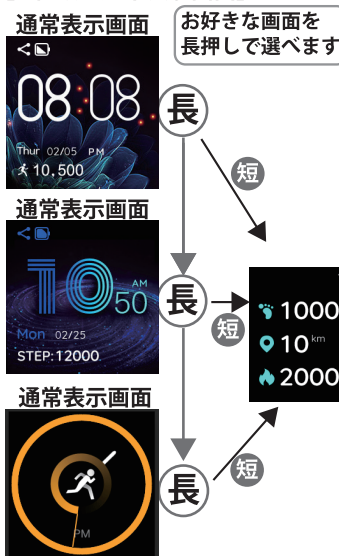 通常表示画面
お好きな画面を
長押しで選べます
08:08
Thur 02/05 PM
10,500
長
短
通常表示画面
10 50 AM
Mon 02/25
STEP:12000
長
短
1000
10 km
2000
通常表示画面
PM
長
短